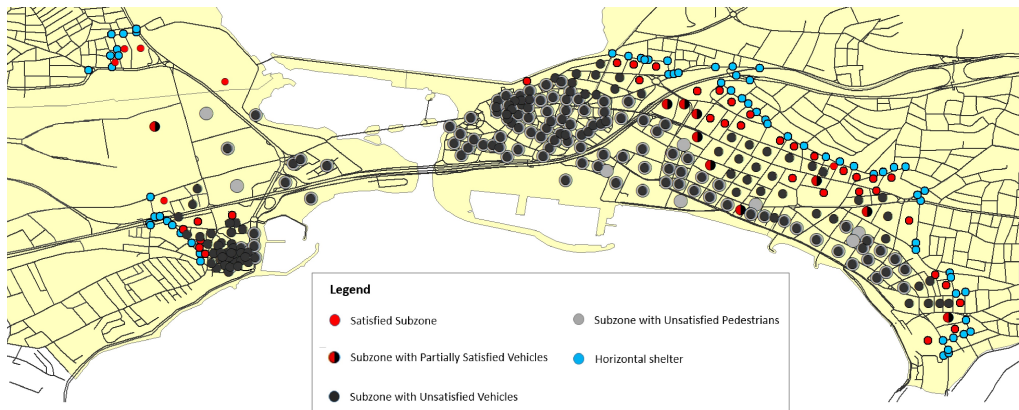 Legend
Satisfied Subzone
Subzone with Unsatisfied Pedestrians
Subzone with Partially Satisfied Vehicles
Horizontal shelter
Subzone with Unsatisfied Vehicles